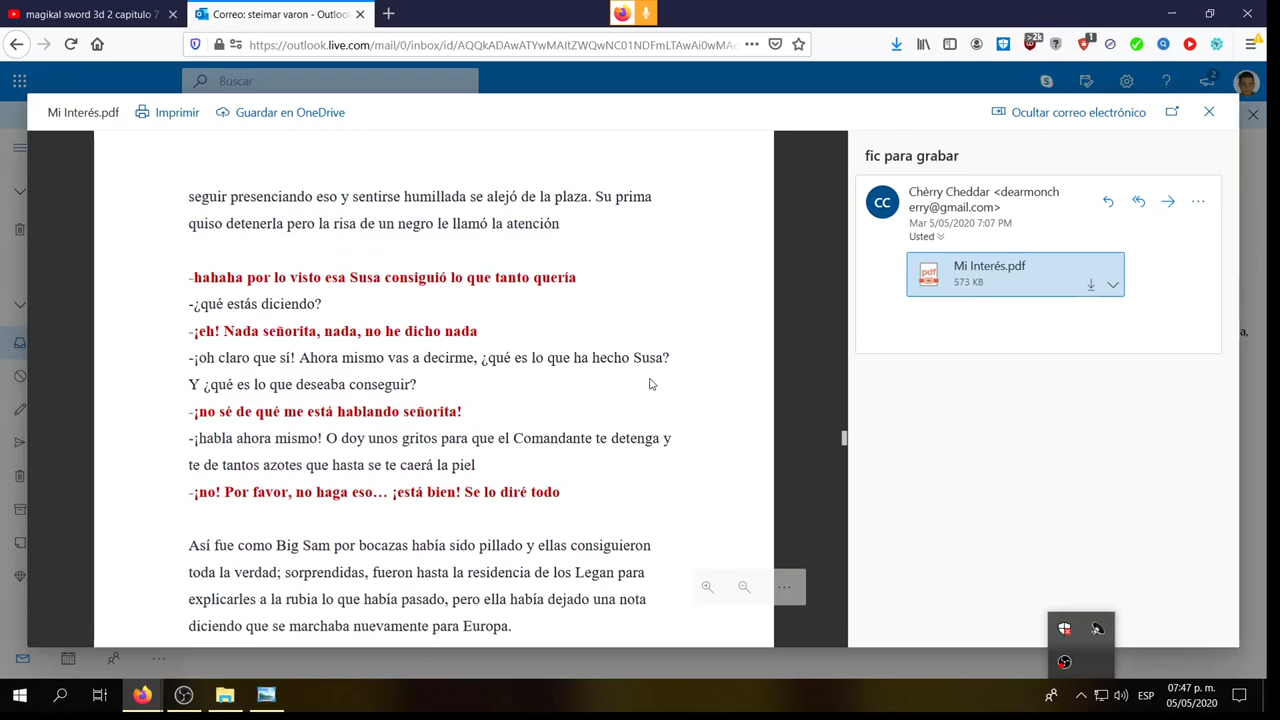 magikal sword 3d 2 capitulo 7
Correo: steimar varon - Outlook
https://outlook.live.com/mail/0/inbox/id/AQQkADAwATYwMAItZWQwNC01NDFmLTAwAi0wMAo
>2k
1
Buscar
2
Mi Interés.pdf
Imprimir
Guardar en OneDrive
Ocultar correo electrónico
seguir presenciando eso y sentirse humillada se alejó de la plaza. Su prima
quiso detenerla pero la risa de un negro le llamó la atención
-hahaha por lo visto esa Susa consiguió lo que tanto quería
-¿qué estás diciendo?
-¡eh! Nada señorita, nada, no he dicho nada
-¡oh claro que sí! Ahora mismo vas a decirme, ¿qué es lo que ha hecho Susa?
Y ¿qué es lo que deseaba conseguir?
-¡no sé de qué me está hablando señorita!
-¡habla ahora mismo! O doy unos gritos para que el Comandante te detenga y
te de tantos azotes que hasta se te caerá la piel
-¡no! Por favor, no haga eso… ¡está bien! Se lo diré todo
Así fue como Big Sam por bocazas había sido pillado y ellas consiguieron
toda la verdad; sorprendidas, fueron hasta la residencia de los Legan para
explicarles a la rubia lo que había pasado, pero ella había dejado una nota
diciendo que se marchaba nuevamente para Europa.
fic para grabar
CC
Chèrry Cheddar <dearmonch
erry@gmail.com>
Mar 5/05/2020 7:07 PM
Usted
pdf
Mi Interés.pdf
573 KB
ESP
07:47 p. m.
05/05/2020